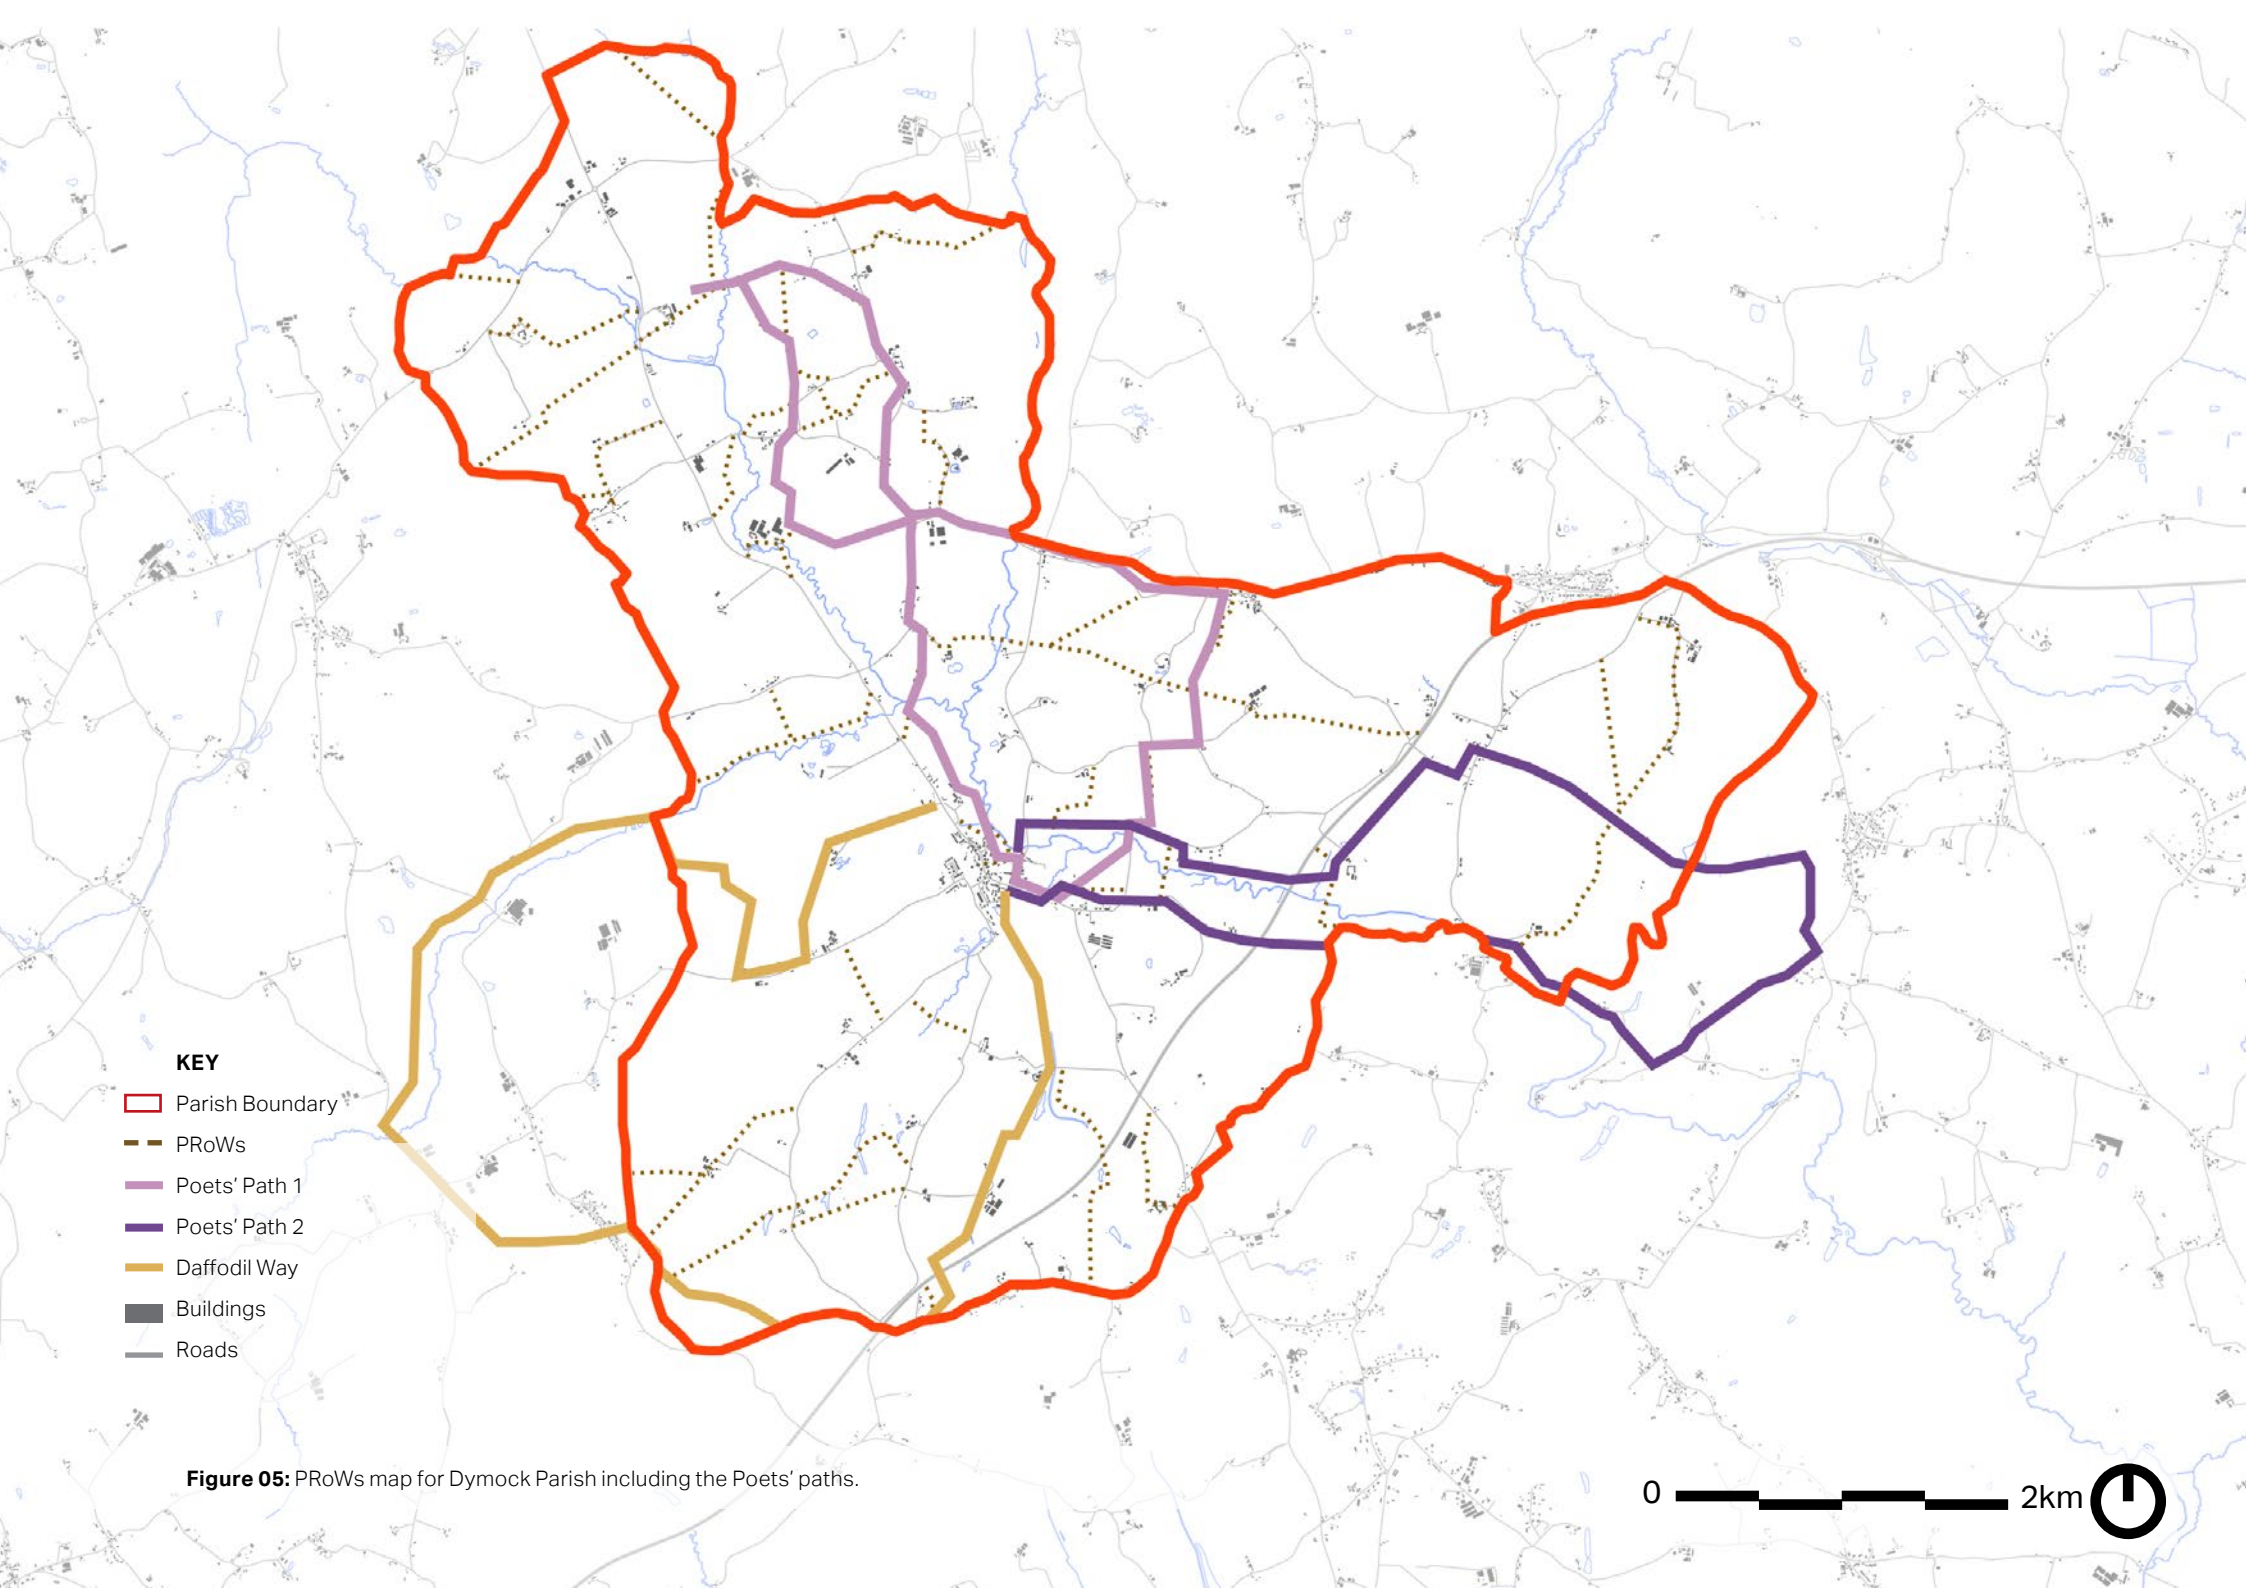 KEY
Parish Boundary
PRoWs
Poets’ Path 1
Poets’ Path 2
Daffodil Way
Buildings
Roads
Figure 05: PRoWs map for Dymock Parish including the Poets’ paths.
0 2km